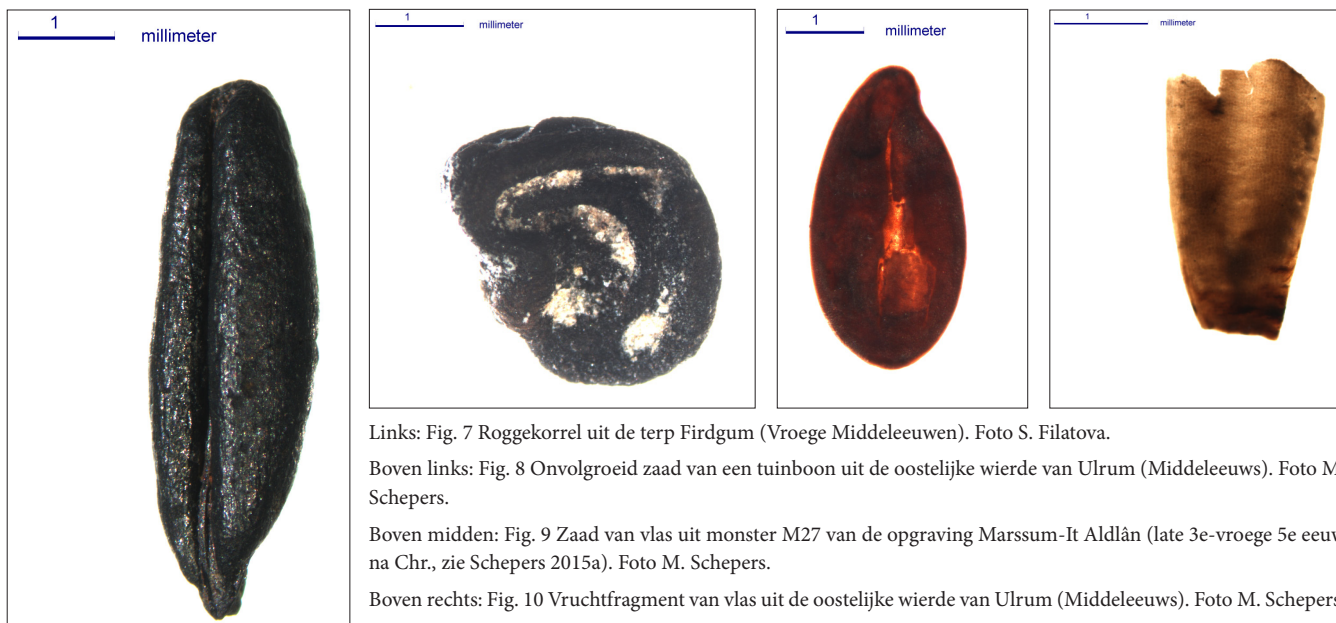 1
millimeter
1
millimeter
1
millimeter
1
millimeter
Links: Fig. 7 Roggekorrel uit de terp Firdgum (Vroege Middeleeuwen). Foto S. Filatova.
Boven links: Fig. 8 Onvolgroeid zaad van een tuinboon uit de oostelijke wierde van Ulrum (Middeleeuws). Foto M
Schepers.
Boven midden: Fig. 9 Zaad van vlas uit monster M27 van de opgraving Marssum-It Aldlân (late 3e-vroege 5e eeuw
na Chr., zie Schepers 2015a). Foto M. Schepers.
Boven rechts: Fig. 10 Vruchtfragment van vlas uit de oostelijke wierde van Ulrum (Middeleeuws). Foto M. Schepers